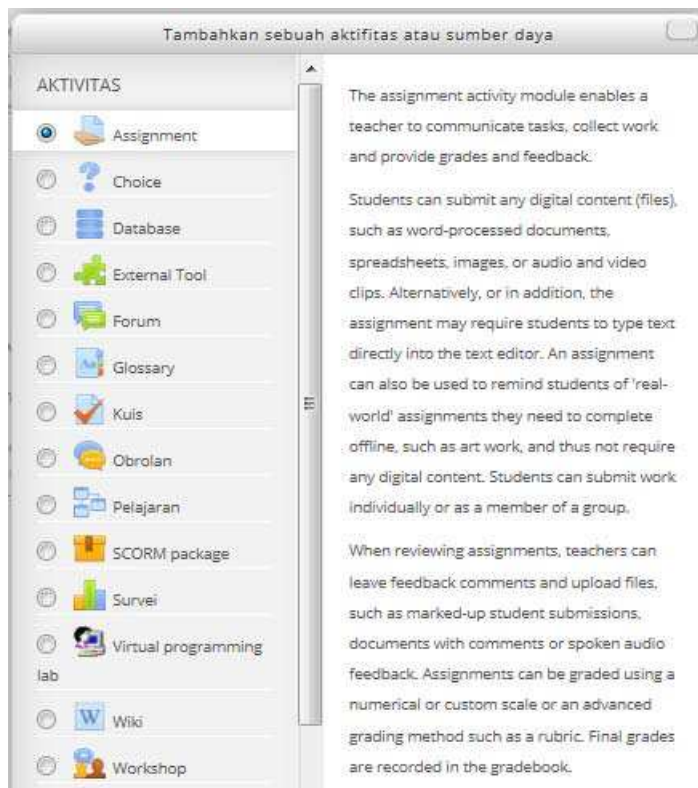 Tambahkan sebuah aktifitas atau sumber daya
AKTIVITAS
Assignment
Choice
Database
External Tool
Forum
Glossary
Kuis
Obrolan
Pelajaran
SCORM package
Survei
Virtual programming
lab
Wiki
Workshop
The assignment activity module enables a
teacher to communicate tasks, collect work
and provide grades and feedback.
Students can submit any digital content (files),
such as word-processed documents,
spreadsheets, images, or audio and video
clips. Alternatively, or in addition, the
assignment may require students to type text
directly into the text editor. An assignment
can also be used to remind students of 'real-
world' assignments they need to complete
offline, such as art work, and thus not require
any digital content. Students can submit work
individually or as a member of a group.
When reviewing assignments, teachers can
leave feedback comments and upload files,
such as marked-up student submissions,
documents with comments or spoken audio
feedback. Assignments can be graded using a
numerical or custom scale or an advanced
grading method such as a rubric. Final grades
are recorded in the gradebook.